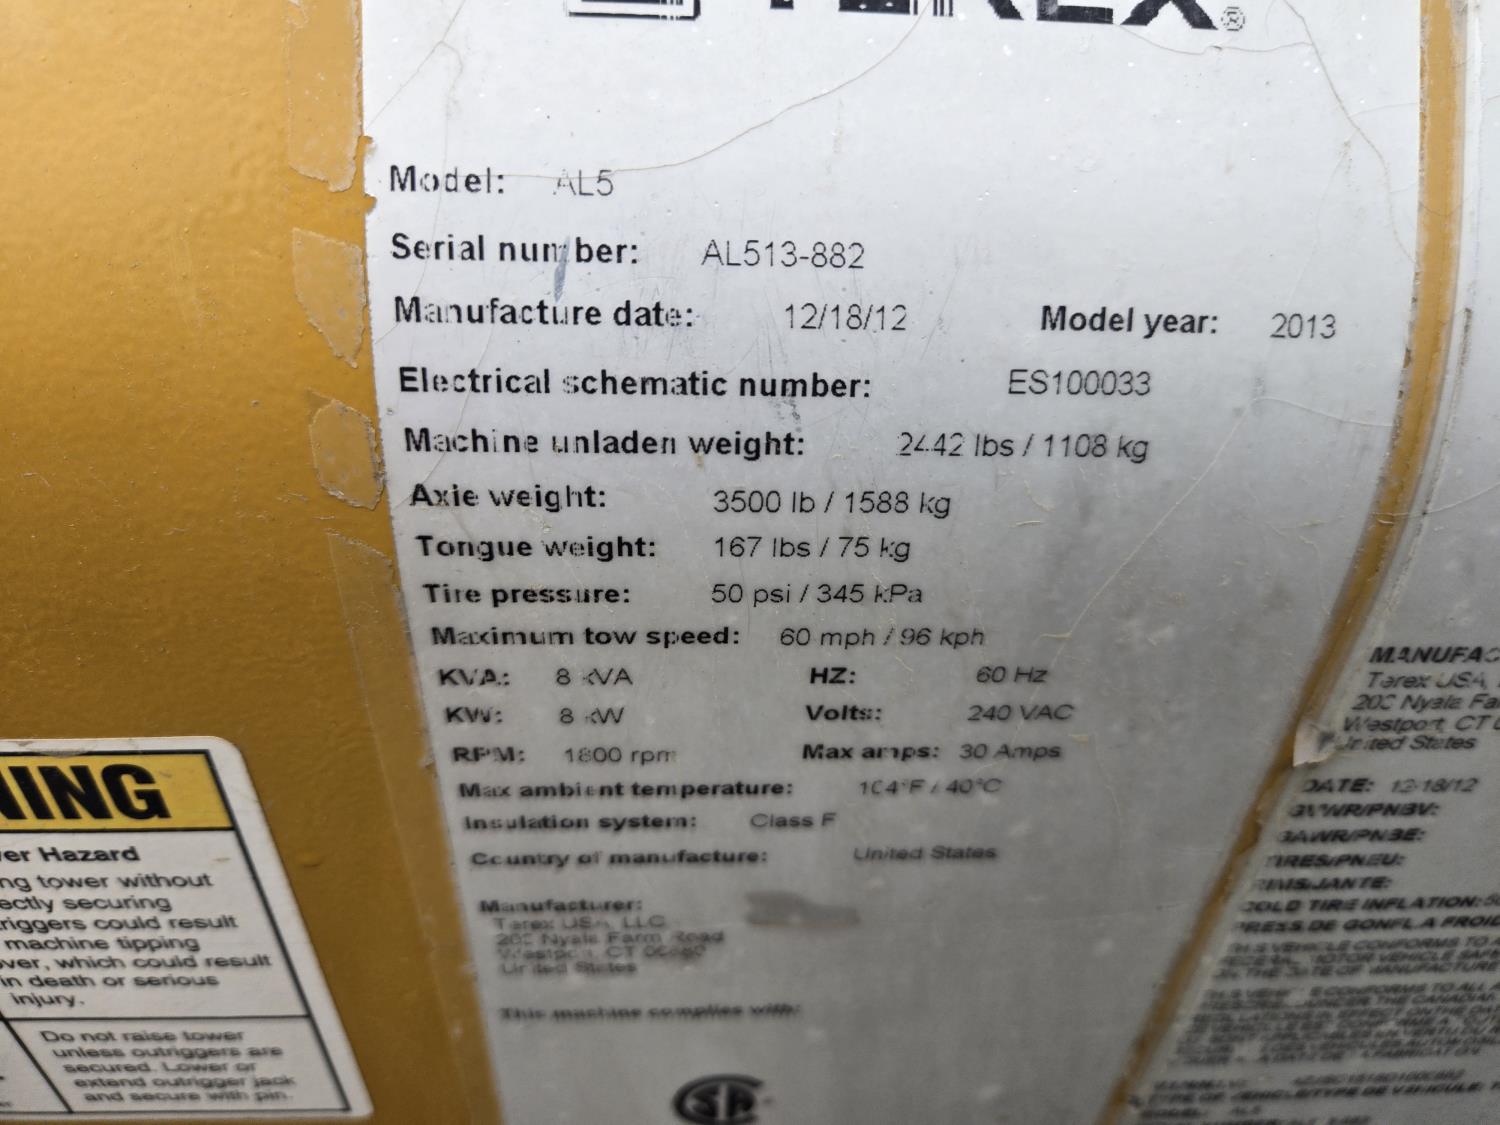 TEREX®
Model: AL5
Serial number: AL513-882
Manufacture date: 12/18/12 Model year: 2013
Electrical schematic number: ES100033
Machine unladen weight: 2442 lbs / 1108 kg
Axle weight: 3500 lb / 1588 kg
Tongue weight: 167 lbs / 75 kg
Tire pressure: 50 psi / 345 kPa
Maximum tow speed: 60 mph / 96 kph
KVA: 8 kVA HZ: 60 Hz
KW: 8 kW Volts: 240 VAC
RPM: 1800 rpm Max amps: 30 Amps
Max ambient temperature: 104°F / 40°C
Insulation system: Class F
Country of manufacture: United States
Manufacturer:
Terex USA, LLC
Nyala Farm Road
Westport, CT
United States
This machine complies with:
NING
er Hazard
ng tower without
ectly securing
riggers could result
machine tipping
ver, which could result
in death or serious
injury.
Do not raise tower
unless outriggers are
secured. Lower or
extend outrigger jack
and secure with pin.
MANUFAC
Terex USA,
Nyala Fa
Westport, CT
United States
DATE: 12-18/12
GVWR/PNBV:
GAWR/PNBE:
TIRES/PNEU:
RIMS/JANTE:
COLD TIRE INFLATION:
PRESS. DE GONFL. A FROID